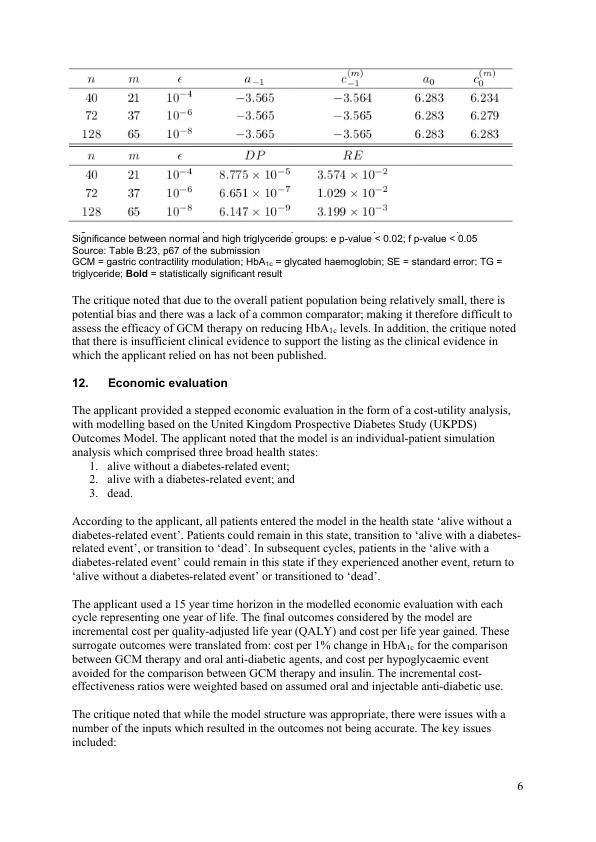 n m ϵ a₋₁ c₋₁⁽ᵐ⁾ a₀ c₀⁽ᵐ⁾
40 21 10⁻⁴ −3.565 −3.564 6.283 6.234
72 37 10⁻⁶ −3.565 −3.565 6.283 6.279
128 65 10⁻⁸ −3.565 −3.565 6.283 6.283
n m ϵ DP RE
40 21 10⁻⁴ 8.775 × 10⁻⁵ 3.574 × 10⁻²
72 37 10⁻⁶ 6.651 × 10⁻⁷ 1.029 × 10⁻²
128 65 10⁻⁸ 6.147 × 10⁻⁹ 3.199 × 10⁻³
Significance between normal and high triglyceride groups: e p-value < 0.02; f p-value < 0.05
Source: Table B:23, p67 of the submission
GCM = gastric contractility modulation; HbA₁c = glycated haemoglobin; SE = standard error; TG =
triglyceride; Bold = statistically significant result
The critique noted that due to the overall patient population being relatively small, there is
potential bias and there was a lack of a common comparator; making it therefore difficult to
assess the efficacy of GCM therapy on reducing HbA₁c levels. In addition, the critique noted
that there is insufficient clinical evidence to support the listing as the clinical evidence in
which the applicant relied on has not been published.
12. Economic evaluation
The applicant provided a stepped economic evaluation in the form of a cost-utility analysis,
with modelling based on the United Kingdom Prospective Diabetes Study (UKPDS)
Outcomes Model. The applicant noted that the model is an individual-patient simulation
analysis which comprised three broad health states:
1. alive without a diabetes-related event;
2. alive with a diabetes-related event; and
3. dead.
According to the applicant, all patients entered the model in the health state ‘alive without a
diabetes-related event’. Patients could remain in this state, transition to ‘alive with a diabetes-
related event’, or transition to ‘dead’. In subsequent cycles, patients in the ‘alive with a
diabetes-related event’ could remain in this state if they experienced another event, return to
‘alive without a diabetes-related event’ or transitioned to ‘dead’.
The applicant used a 15 year time horizon in the modelled economic evaluation with each
cycle representing one year of life. The final outcomes considered by the model are
incremental cost per quality-adjusted life year (QALY) and cost per life year gained. These
surrogate outcomes were translated from: cost per 1% change in HbA₁c for the comparison
between GCM therapy and oral anti-diabetic agents, and cost per hypoglycaemic event
avoided for the comparison between GCM therapy and insulin. The incremental cost-
effectiveness ratios were weighted based on assumed oral and injectable anti-diabetic use.
The critique noted that while the model structure was appropriate, there were issues with a
number of the inputs which resulted in the outcomes not being accurate. The key issues
included:
6